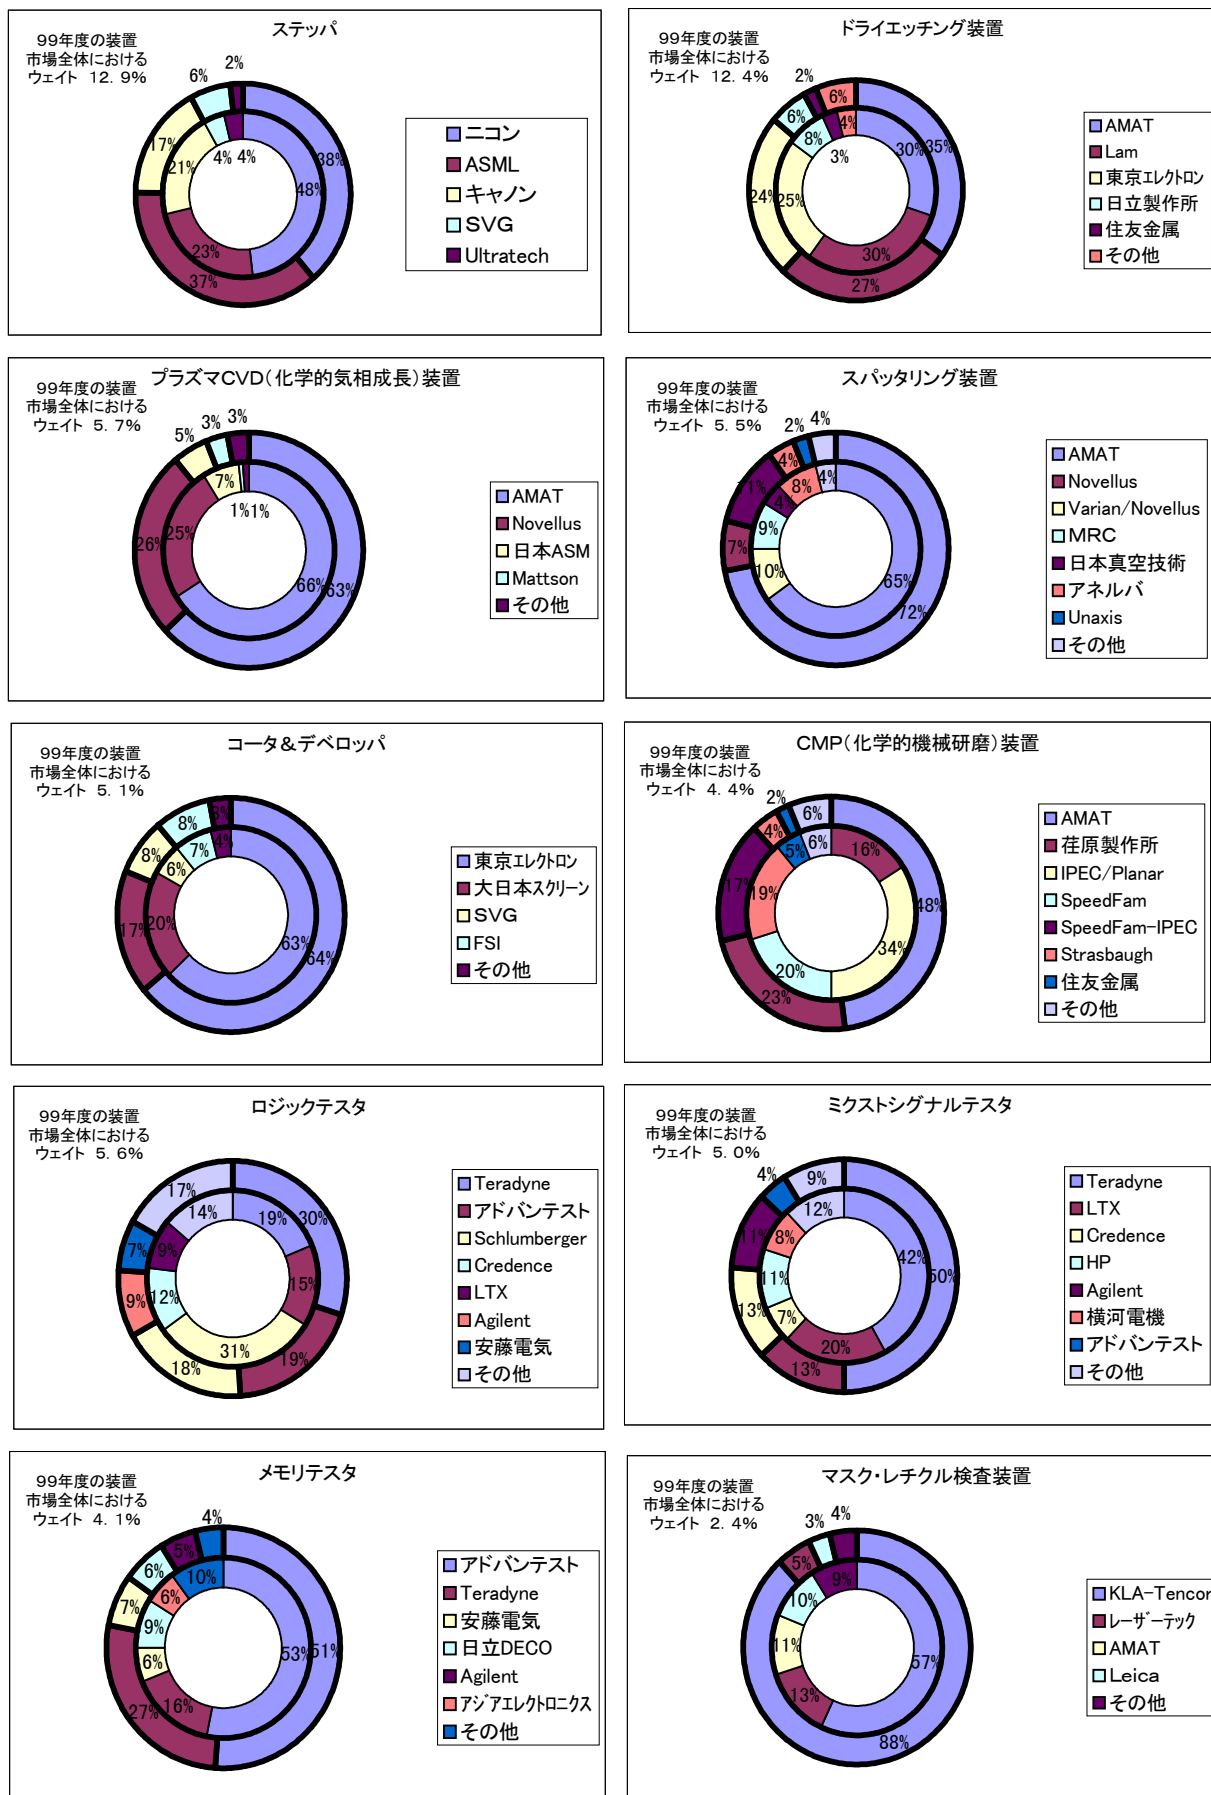 ステッパ
99年度の装置
市場全体における
ウェイト 12.9%
2%
6%
17%
38%
21%
4%
4%
48%
23%
37%
ニコン
ASML
キャノン
SVG
Ultratech
ドライエッチング装置
99年度の装置
市場全体における
ウェイト 12.4%
2%
6%
6%
8%
4%
3%
30%
35%
24%
25%
30%
27%
AMAT
Lam
東京エレクトロン
日立製作所
住友金属
その他
プラズマCVD(化学的気相成長)装置
99年度の装置
市場全体における
ウェイト 5.7%
5%
3%
3%
7%
1%
1%
25%
26%
66%
63%
AMAT
Novellus
日本ASM
Mattson
その他
スパッタリング装置
99年度の装置
市場全体における
ウェイト 5.5%
2%
4%
4%
11%
8%
4%
4%
9%
7%
10%
65%
72%
AMAT
Novellus
Varian/Novellus
MRC
日本真空技術
アネルバ
Unaxis
その他
コータ&デベロッパ
99年度の装置
市場全体における
ウェイト 5.1%
8%
3%
8%
7%
4%
6%
17%
20%
63%
64%
東京エレクトロン
大日本スクリーン
SVG
FSI
その他
CMP(化学的機械研磨)装置
99年度の装置
市場全体における
ウェイト 4.4%
2%
4%
6%
5%
6%
16%
17%
19%
48%
34%
20%
23%
AMAT
荏原製作所
IPEC/Planar
SpeedFam
SpeedFam-IPEC
Strasbaugh
住友金属
その他
ロジックテスタ
99年度の装置
市場全体における
ウェイト 5.6%
17%
14%
19%
30%
7%
9%
9%
12%
15%
31%
18%
19%
Teradyne
アドバンテスト
Schlumberger
Credence
LTX
Agilent
安藤電気
その他
ミクストシグナルテスタ
99年度の装置
市場全体における
ウェイト 5.0%
4%
9%
12%
11%
8%
42%
50%
11%
13%
7%
20%
13%
Teradyne
LTX
Credence
HP
Agilent
横河電機
アドバンテスト
その他
メモリテスタ
99年度の装置
市場全体における
ウェイト 4.1%
4%
5%
6%
10%
6%
7%
9%
6%
53%
51%
16%
27%
アドバンテスト
Teradyne
安藤電気
日立DECO
Agilent
アジアエレクトロニクス
その他
マスク・レチクル検査装置
99年度の装置
市場全体における
ウェイト 2.4%
3%
4%
5%
9%
10%
11%
57%
13%
88%
KLA-Tencor
レーザーテック
AMAT
Leica
その他